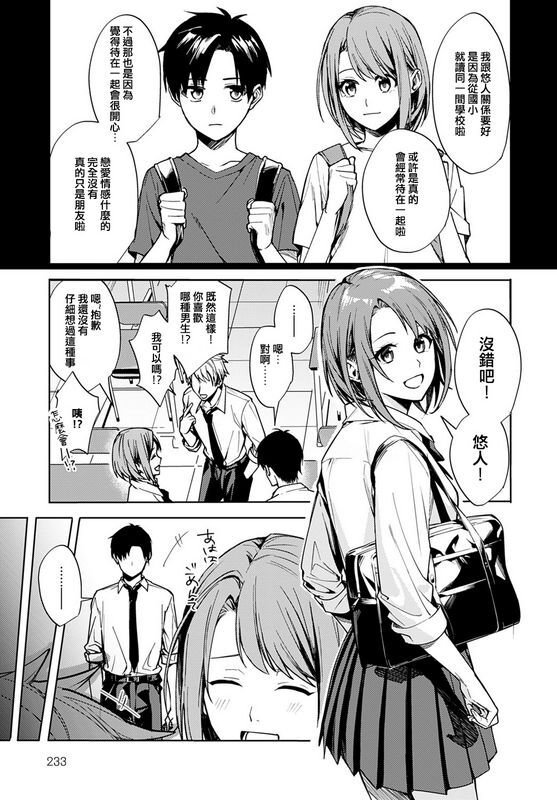 我跟悠人關係要好
是因為從國小
就讀同一間學校啦
或許是真的
會經常待在一起啦
不過那也是因為
覺得待在一起會很開心…
戀愛情感什麼的
完全沒有
真的只是朋友啦
………
沒錯吧！
悠人！
嗯…
對啊……
既然這樣！
你喜歡
哪種男生!?
我可以嗎!?
嗯，抱歉
我還沒有
仔細想過這種事
咦!?
怎麼會!!?
あはは
ごめんて
………
233